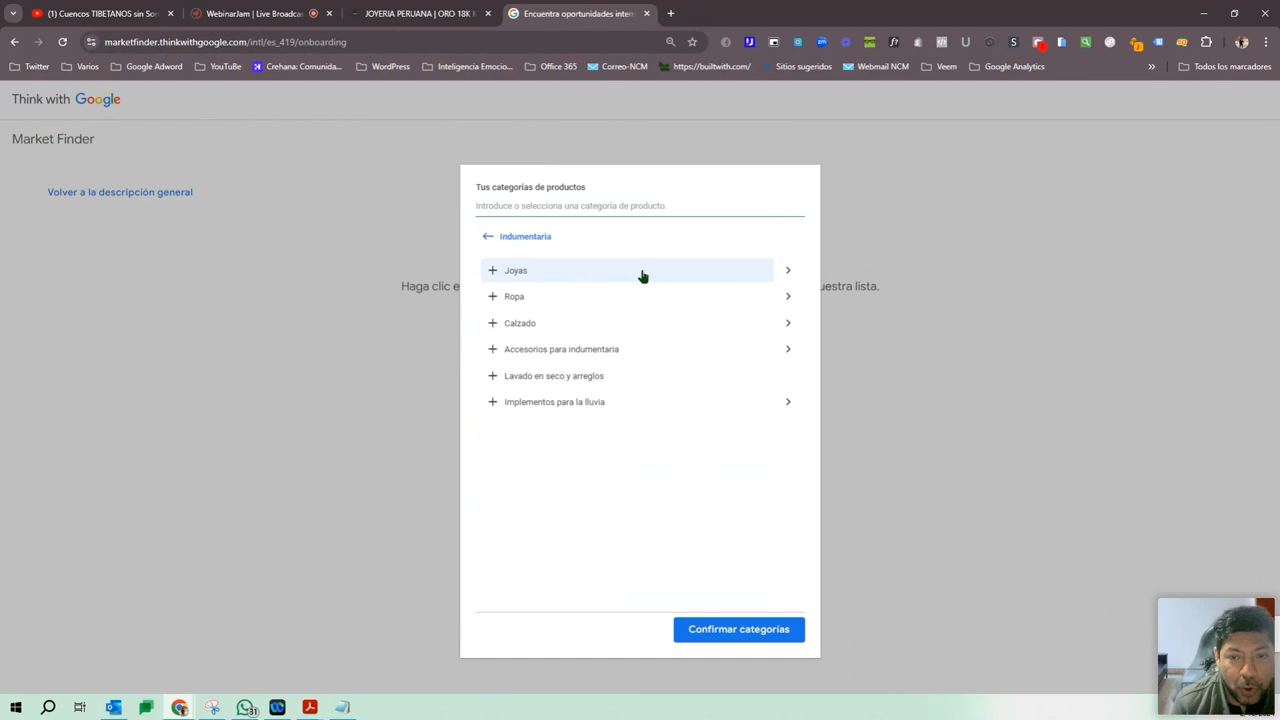 (1) Cuencos TIBETANOS sin Son
WebinarJam | Live Broadcas
JOYERIA PERUANA | ORO 18K
Encuentra oportunidades inter
marketfinder.thinkwithgoogle.com/intl/es_419/onboarding
Twitter
Varios
Google Adword
YouTube
Crehana: Comunida...
WordPress
Inteligencia Emocio...
Office 365
Correo-NCM
https://builtwith.com/
Sitios sugeridos
Webmail NCM
Veem
Google Analytics
Todos los marcadores
Think with Google
Market Finder
Volver a la descripción general
Tus categorías de productos
Introduce o selecciona una categoría de producto.
Indumentaria
Joyas
Haga clic e
uestra lista.
Ropa
Calzado
Accesorios para indumentaria
Lavado en seco y arreglos
Implementos para la lluvia
Confirmar categorías
31